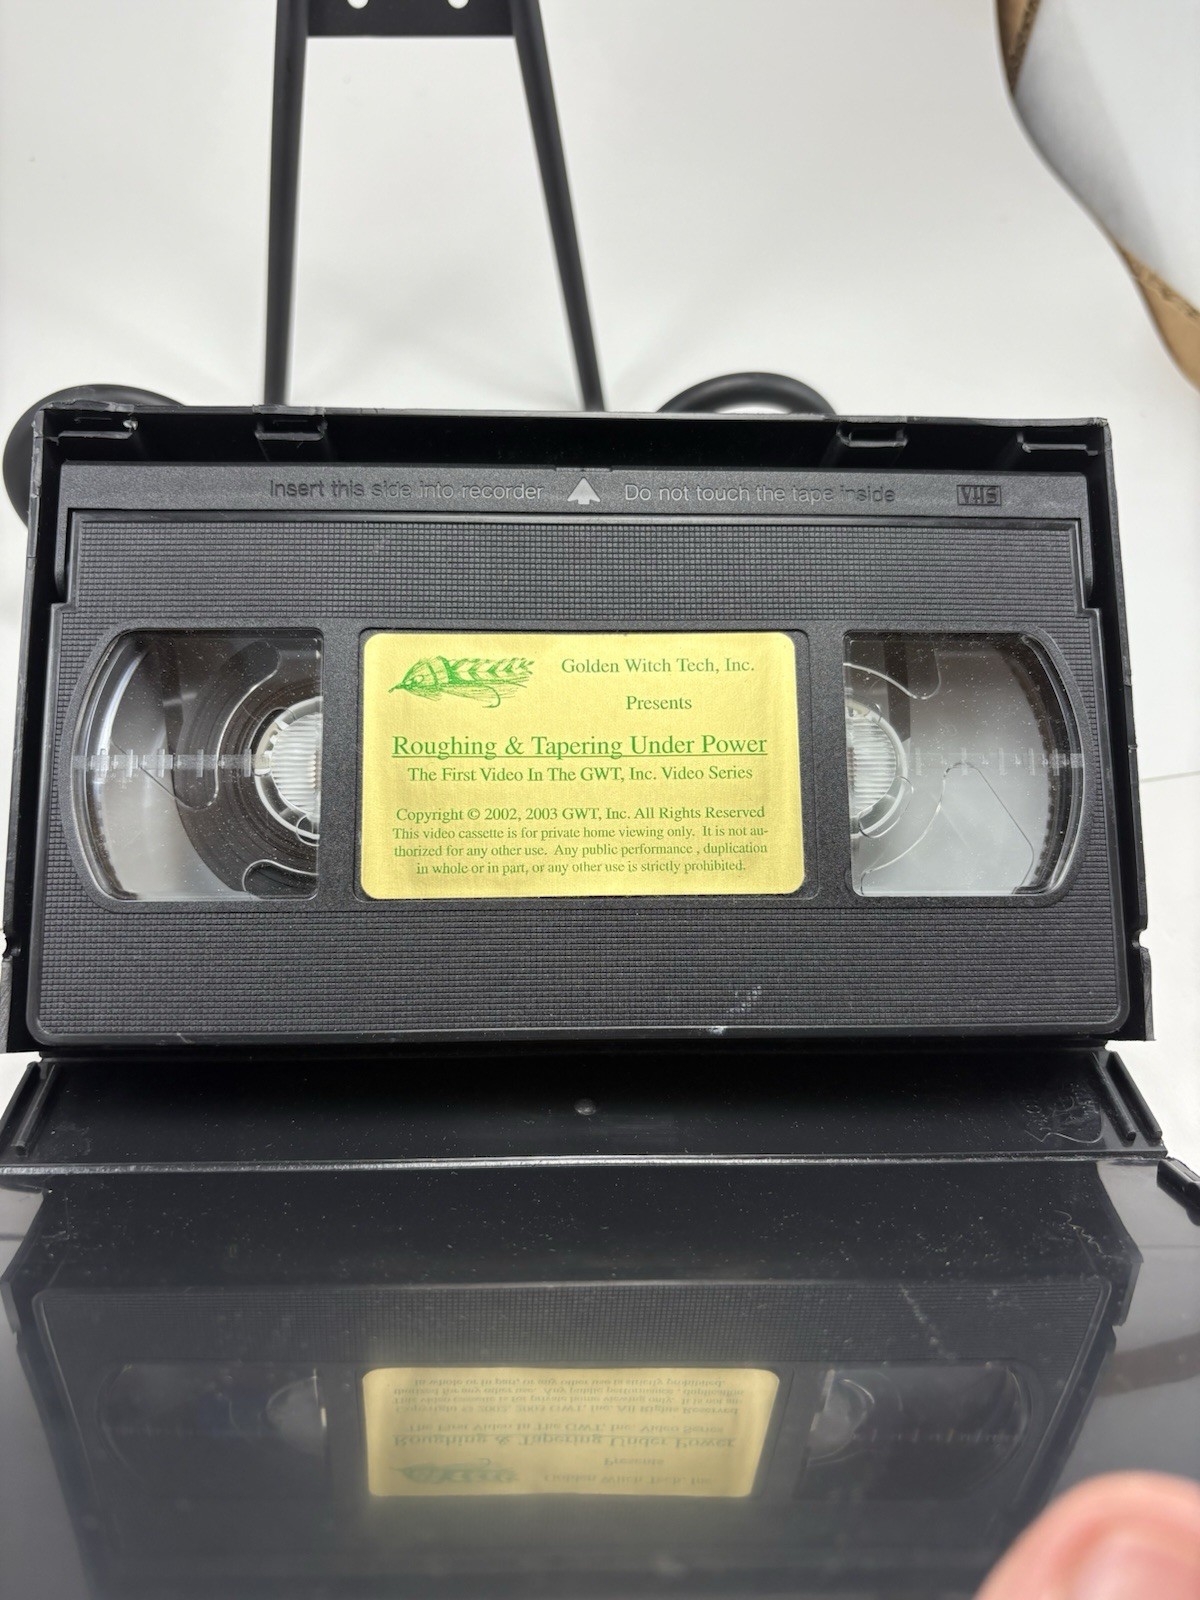 Insert this side into recorder Do not touch the tape inside VHS
Golden Witch Tech, Inc.
Presents
Roughing & Tapering Under Power
The First Video In The GWT, Inc. Video Series
Copyright © 2002, 2003 GWT, Inc. All Rights Reserved
This video cassette is for private home viewing only. It is not au-
thorized for any other use. Any public performance , duplication
in whole or in part, or any other use is strictly prohibited.